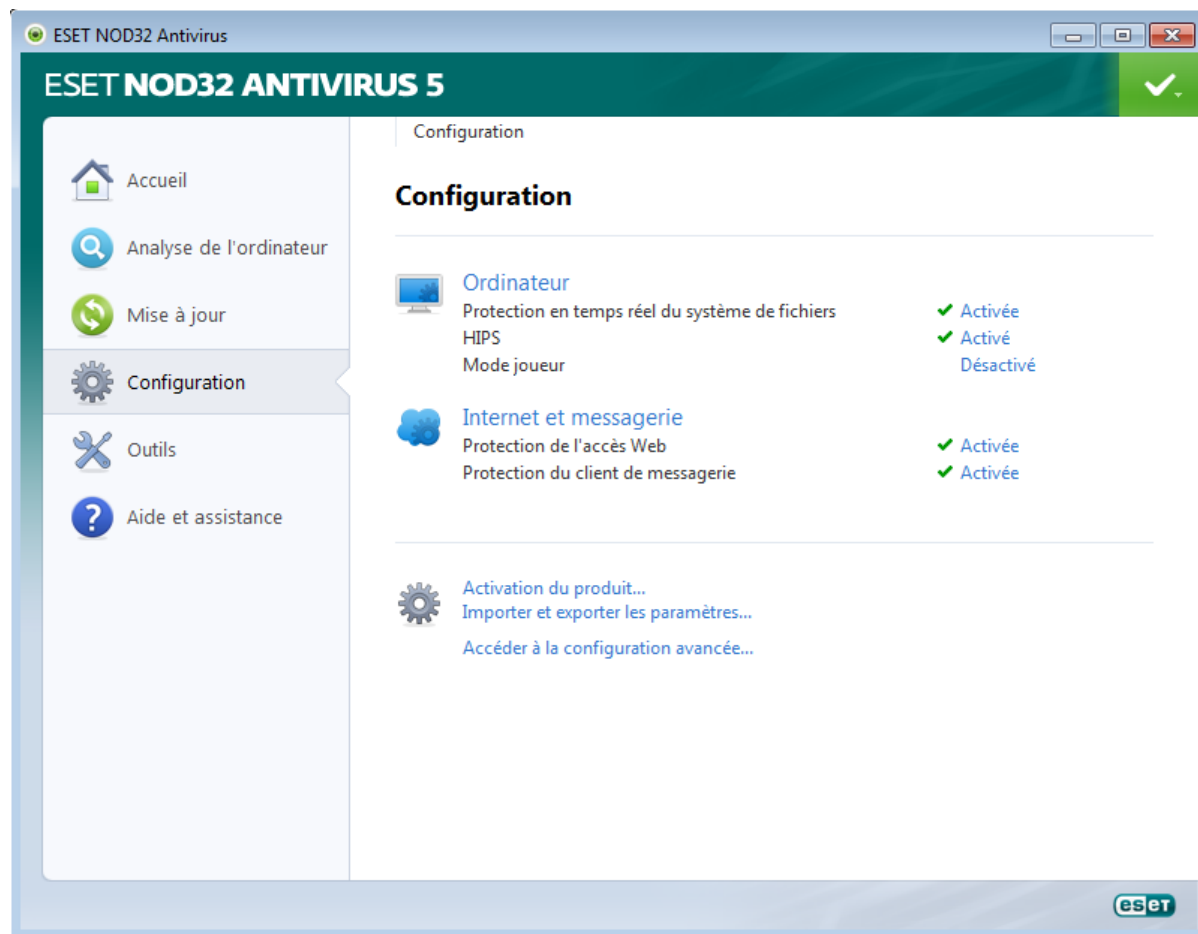 ESET NOD32 Antivirus
ESET NOD32 ANTIVIRUS 5
Configuration
Accueil
Analyse de l'ordinateur
Mise à jour
Configuration
Outils
Aide et assistance
Configuration
Ordinateur
Protection en temps réel du système de fichiers Activée
HIPS Activé
Mode joueur Désactivé
Internet et messagerie
Protection de l'accès Web Activée
Protection du client de messagerie Activée
Activation du produit...
Importer et exporter les paramètres...
Accéder à la configuration avancée...
eseT